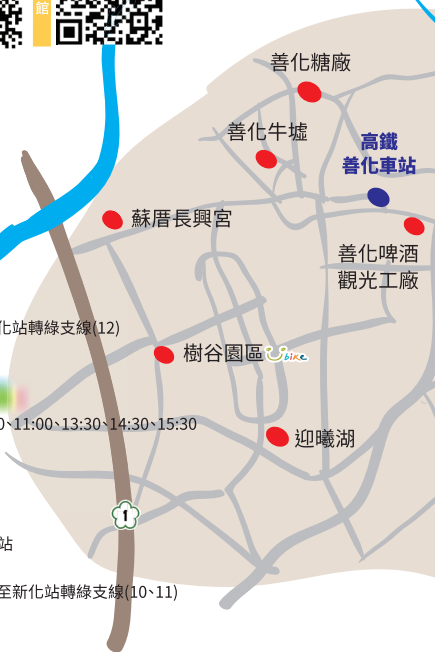 館
善化糖廠
善化牛墟
高鐵
善化車站
蘇厝長興宮
善化啤酒
觀光工廠
化站轉綠支線(12)
樹谷園區 Ubike
0、11:00、13:30、14:30、15:30
迎曦湖
1
站
至新化站轉綠支線(10、11)